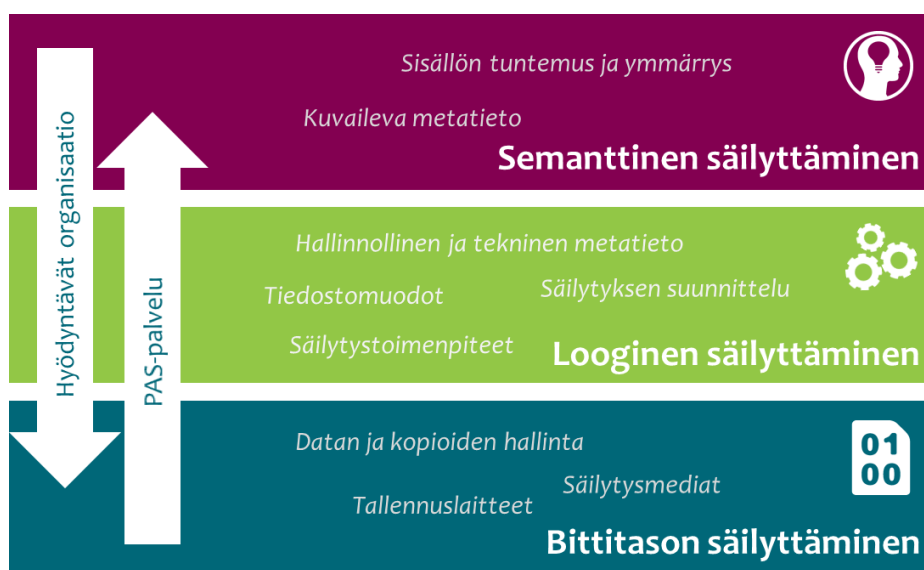 Sisällön tuntemus ja ymmärrys
Kuvaileva metatieto
Semanttinen säilyttäminen
Hyödyntävät organisaatio
PAS-palvelu
Hallinnollinen ja tekninen metatieto
Tiedostomuodot
Säilytyksen suunnittelu
Säilytystoimenpiteet
Looginen säilyttäminen
Datan ja kopioiden hallinta
Säilytysmediat
Tallennuslaitteet
01
00
Bittitason säilyttäminen